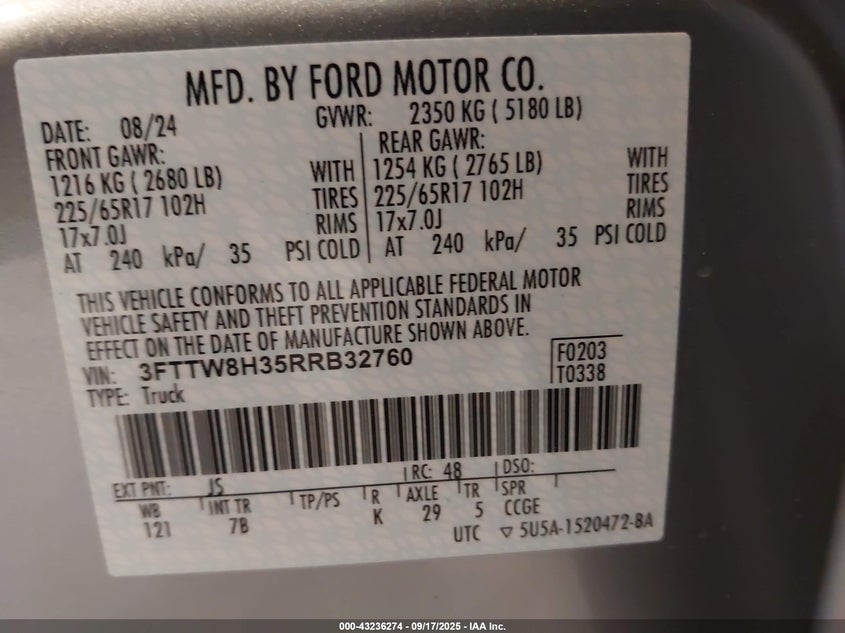 MFD. BY FORD MOTOR CO.
DATE: 08/24 GVWR: 2350 KG ( 5180 LB)
FRONT GAWR: REAR GAWR:
1216 KG ( 2680 LB) WITH 1254 KG ( 2765 LB) WITH
225/65R17 102H TIRES 225/65R17 102H TIRES
17x7.0J RIMS 17x7.0J RIMS
AT 240 kPa/ 35 PSI COLD AT 240 kPa/ 35 PSI COLD
THIS VEHICLE CONFORMS TO ALL APPLICABLE FEDERAL MOTOR
VEHICLE SAFETY AND THEFT PREVENTION STANDARDS IN
EFFECT ON THE DATE OF MANUFACTURE SHOWN ABOVE.
VIN: 3FTTW8H35RRB32760 F0203
TYPE: Truck T0338
EXT PNT: JS RC: 48 DSO:
WB INT TR TP/PS R AXLE TR SPR
121 7B K 29 5 CCGE
UTC ▽ 5U5A-1520472-BA
000-43236274 - 09/17/2025 - IAA Inc.